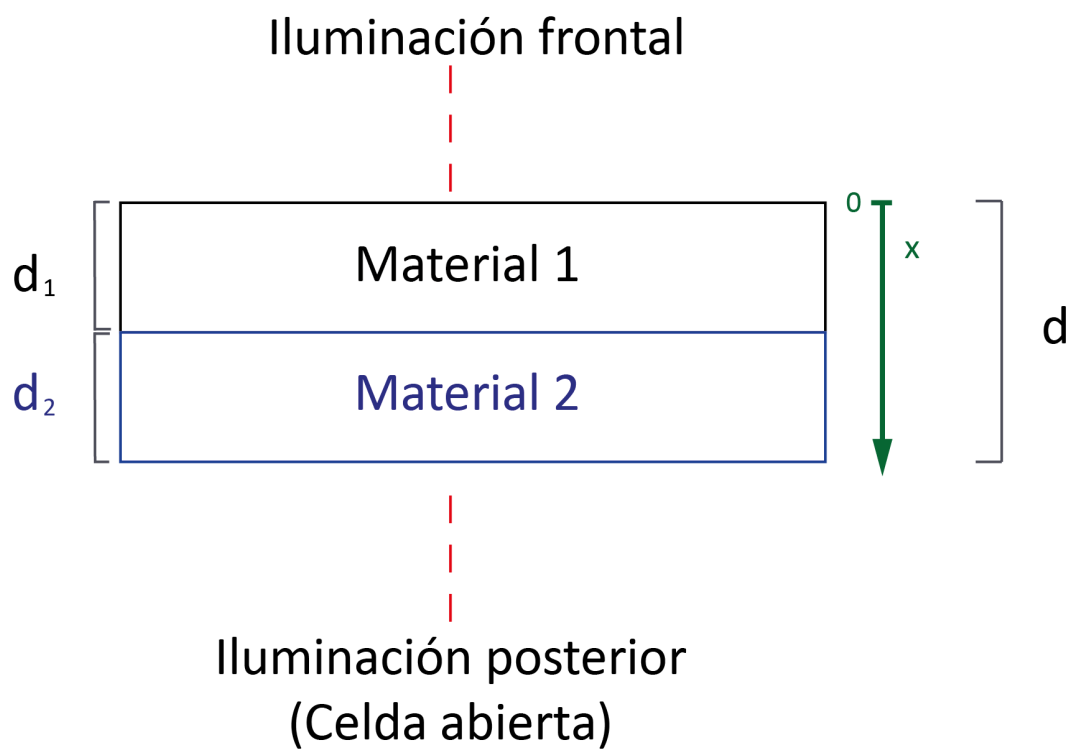 Iluminación frontal
0
x
d₁
Material 1
d
d₂
Material 2
Iluminación posterior
(Celda abierta)